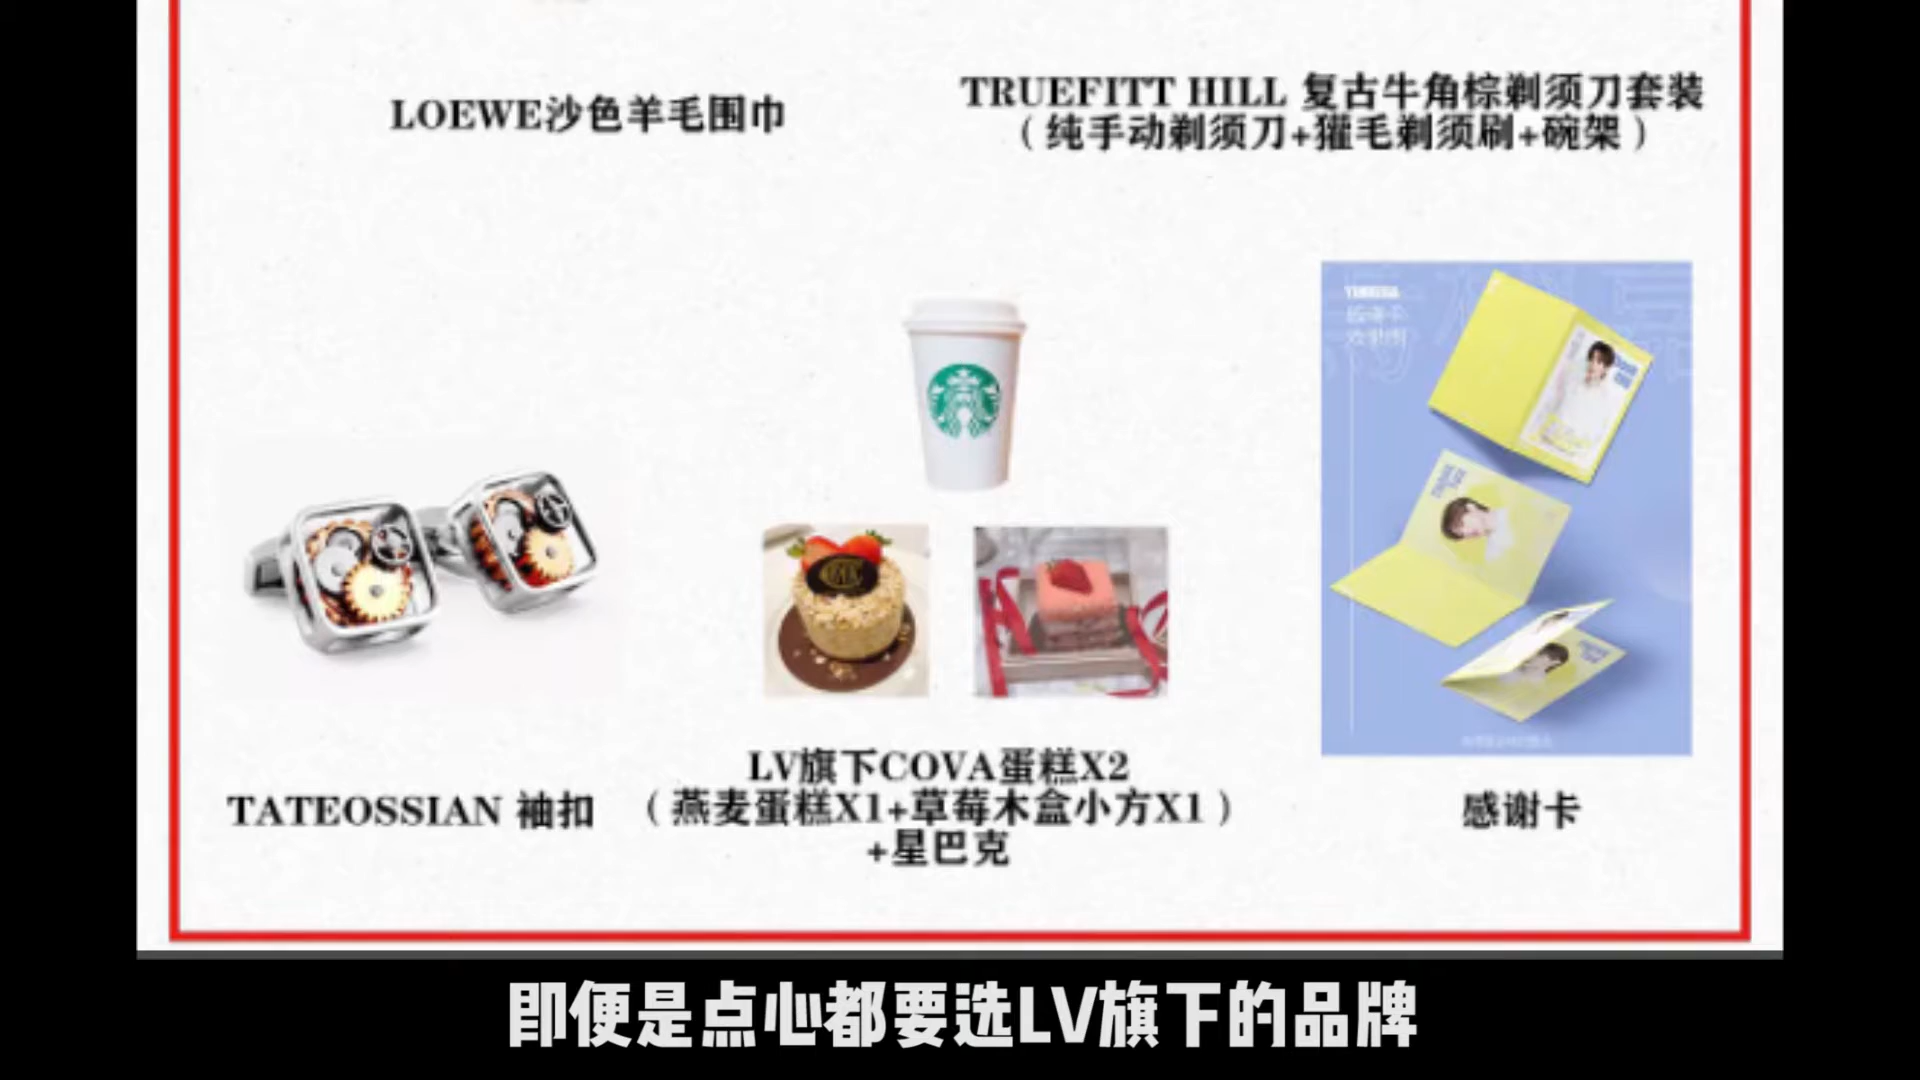 LOEWE沙色羊毛围巾
TRUEFITT HILL 复古牛角棕剃须刀套装
（纯手动剃须刀+獾毛剃须刷+碗架）
TATEOSSIAN 袖扣
LV旗下COVA蛋糕X2
（燕麦蛋糕X1+草莓木盒小方X1）
+星巴克
感谢卡
即便是点心都要选LV旗下的品牌